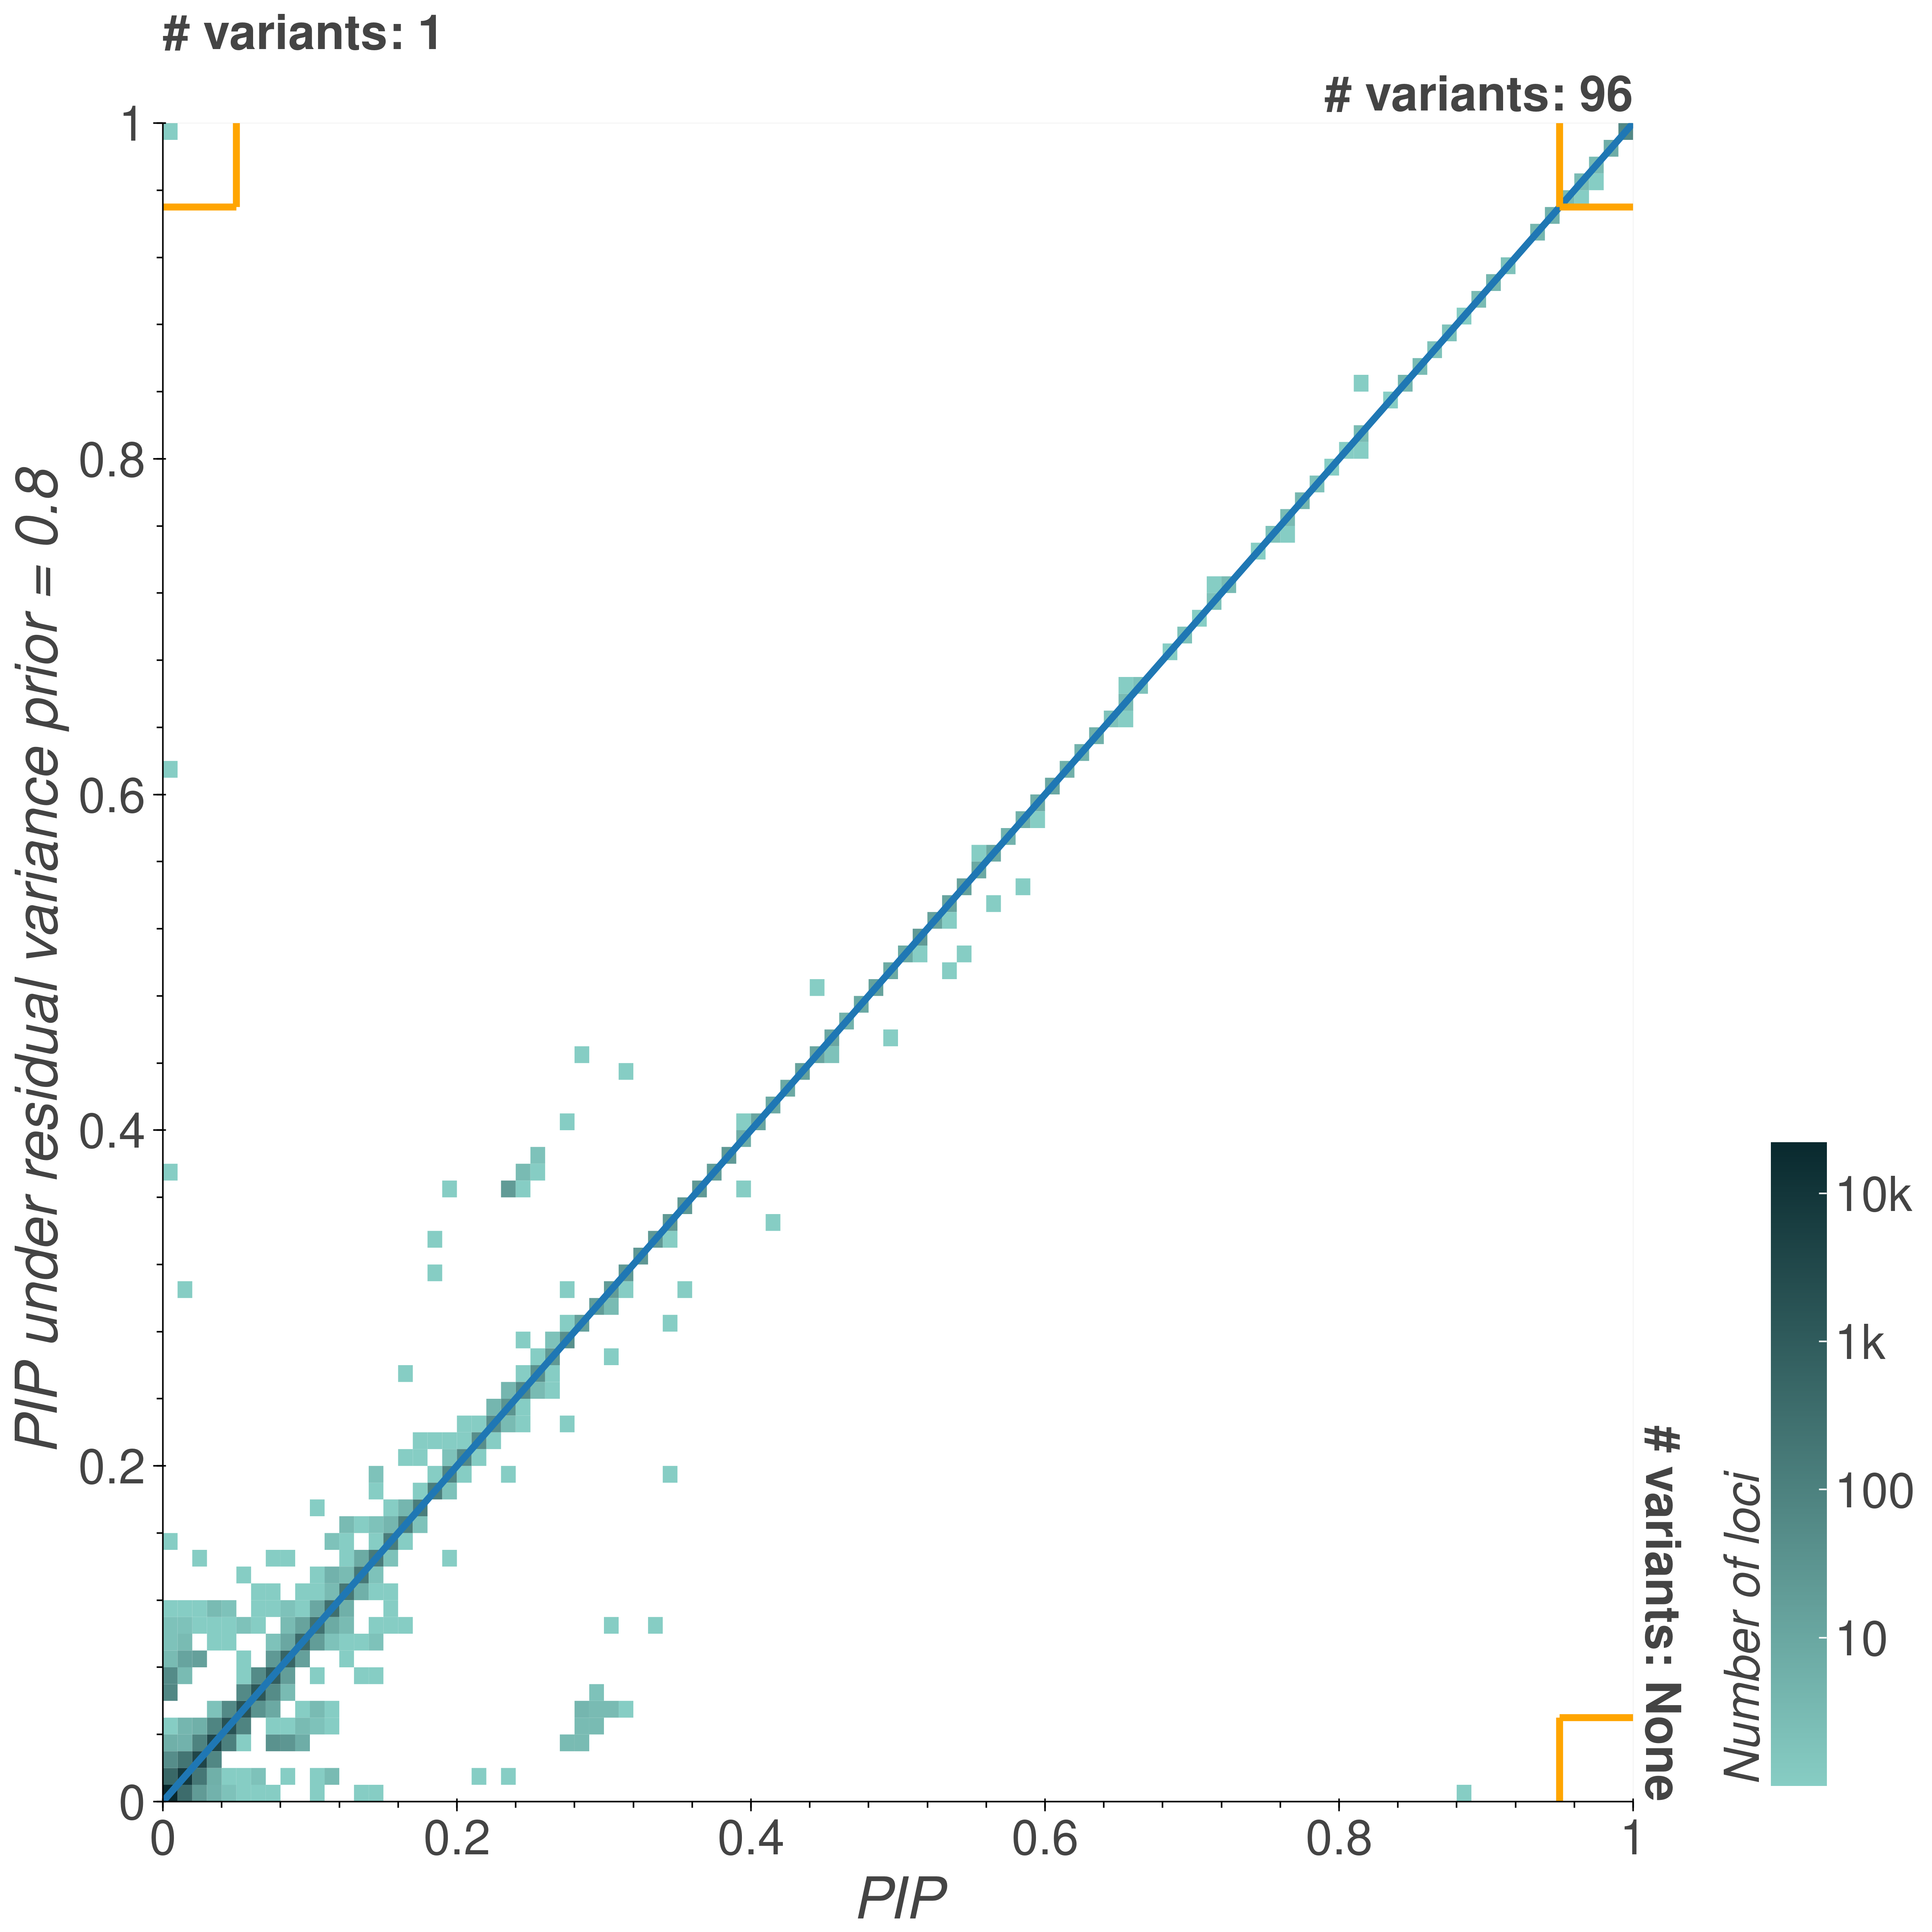 # variants: 1
# variants: 96
1
0.8
0.6
0.4
0.2
0
PIP under residual variance prior = 0.8
0
0.2
0.4
0.6
0.8
1
PIP
# variants: None
Number of loci
10k
1k
100
10